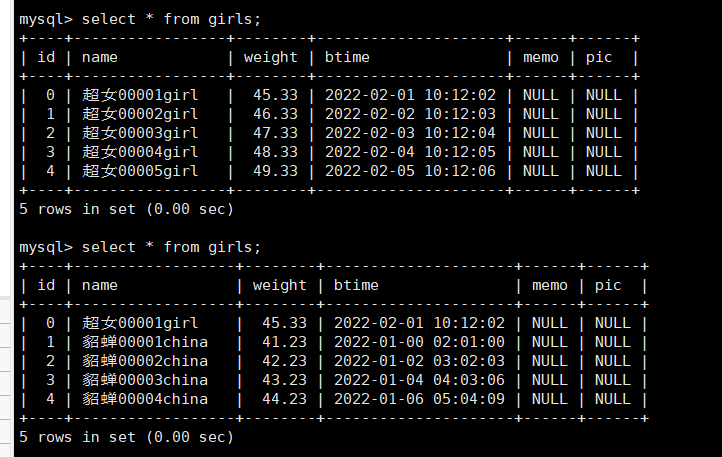 mysql> select * from girls;
+----+-----------------+--------+---------------------+------+------+
| id | name            | weight | btime               | memo | pic  |
+----+-----------------+--------+---------------------+------+------+
|  0 | 超女00001girl   |  45.33 | 2022-02-01 10:12:02 | NULL | NULL |
|  1 | 超女00002girl   |  46.33 | 2022-02-02 10:12:03 | NULL | NULL |
|  2 | 超女00003girl   |  47.33 | 2022-02-03 10:12:04 | NULL | NULL |
|  3 | 超女00004girl   |  48.33 | 2022-02-04 10:12:05 | NULL | NULL |
|  4 | 超女00005girl   |  49.33 | 2022-02-05 10:12:06 | NULL | NULL |
+----+-----------------+--------+---------------------+------+------+
5 rows in set (0.00 sec)
mysql> select * from girls;
+----+------------------+--------+---------------------+------+------+
| id | name             | weight | btime               | memo | pic  |
+----+------------------+--------+---------------------+------+------+
|  0 | 超女00001girl    |  45.33 | 2022-02-01 10:12:02 | NULL | NULL |
|  1 | 貂蝉00001china   |  41.23 | 2022-01-00 02:01:00 | NULL | NULL |
|  2 | 貂蝉00002china   |  42.23 | 2022-01-02 03:02:03 | NULL | NULL |
|  3 | 貂蝉00003china   |  43.23 | 2022-01-04 04:03:06 | NULL | NULL |
|  4 | 貂蝉00004china   |  44.23 | 2022-01-06 05:04:09 | NULL | NULL |
+----+------------------+--------+---------------------+------+------+
5 rows in set (0.00 sec)